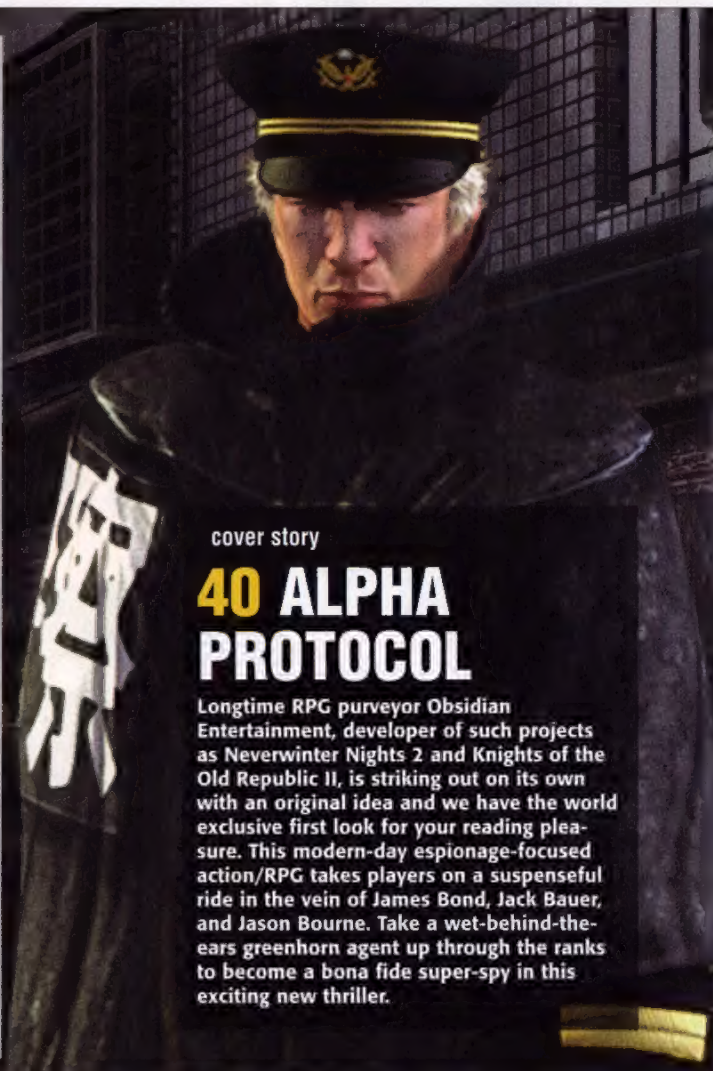 cover story
40 ALPHA
PROTOCOL
Longtime RPG purveyor Obsidian
Entertainment, developer of such projects
as Neverwinter Nights 2 and Knights of the
Old Republic II, is striking out on its own
with an original idea and we have the world
exclusive first look for your reading plea-
sure. This modern-day espionage-focused
action/RPG takes players on a suspenseful
ride in the vein of James Bond, Jack Bauer,
and Jason Bourne. Take a wet-behind-the-
ears greenhorn agent up through the ranks
to become a bona fide super-spy in this
exciting new thriller.